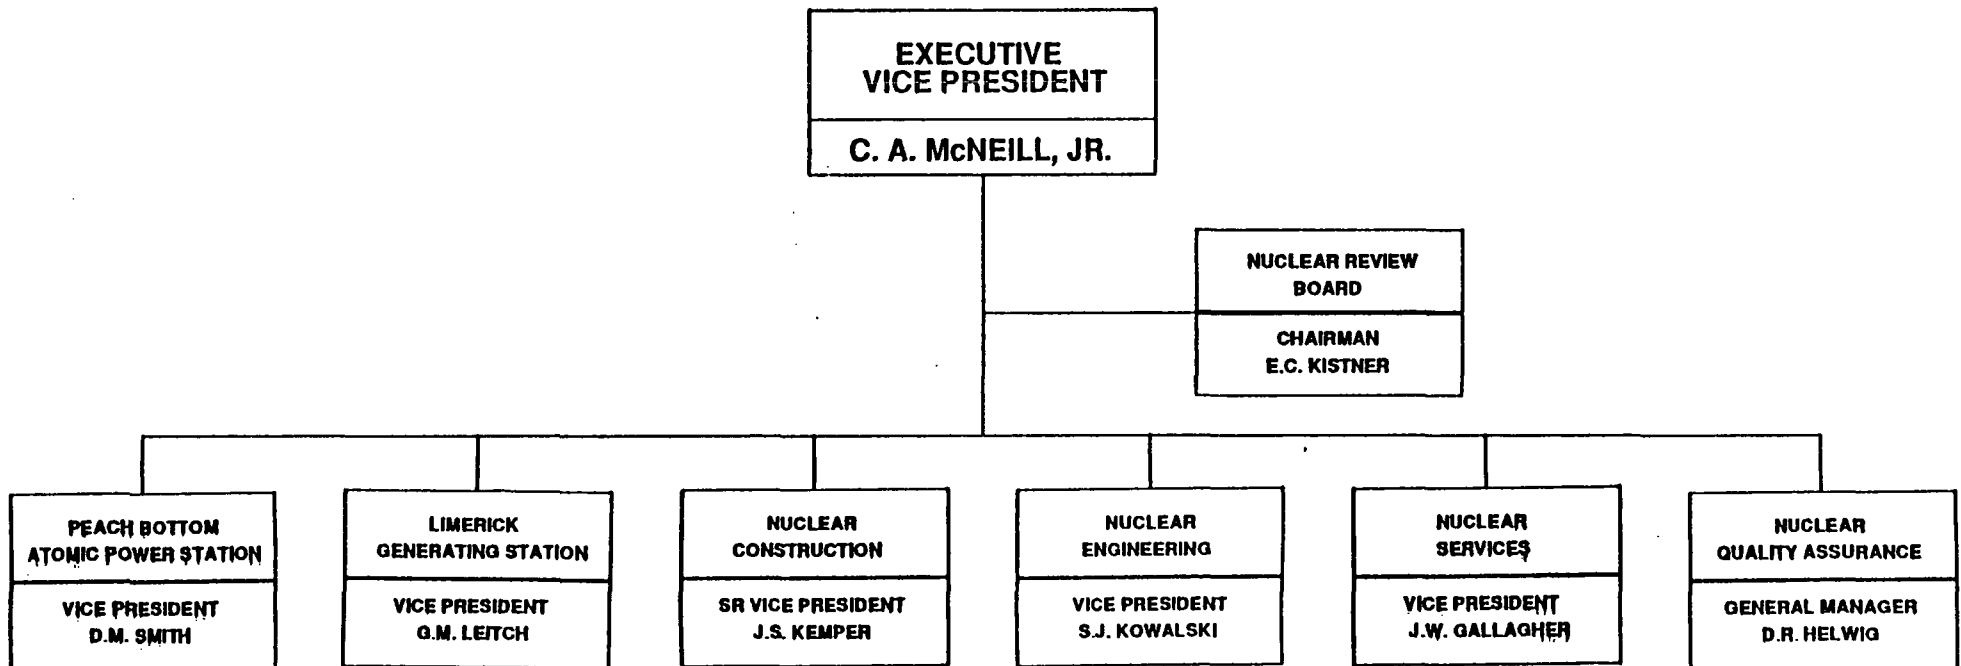 EXECUTIVE
VICE PRESIDENT
C. A. McNEILL, JR.
NUCLEAR REVIEW
BOARD
CHAIRMAN
E.C. KISTNER
PEACH BOTTOM
ATOMIC POWER STATION
VICE PRESIDENT
D.M. SMITH
LIMERICK
GENERATING STATION
VICE PRESIDENT
G.M. LEITCH
NUCLEAR
CONSTRUCTION
SR VICE PRESIDENT
J.S. KEMPER
NUCLEAR
ENGINEERING
VICE PRESIDENT
S.J. KOWALSKI
NUCLEAR
SERVICES
VICE PRESIDENT
J.W. GALLAGHER
NUCLEAR
QUALITY ASSURANCE
GENERAL MANAGER
D.R. HELWIG